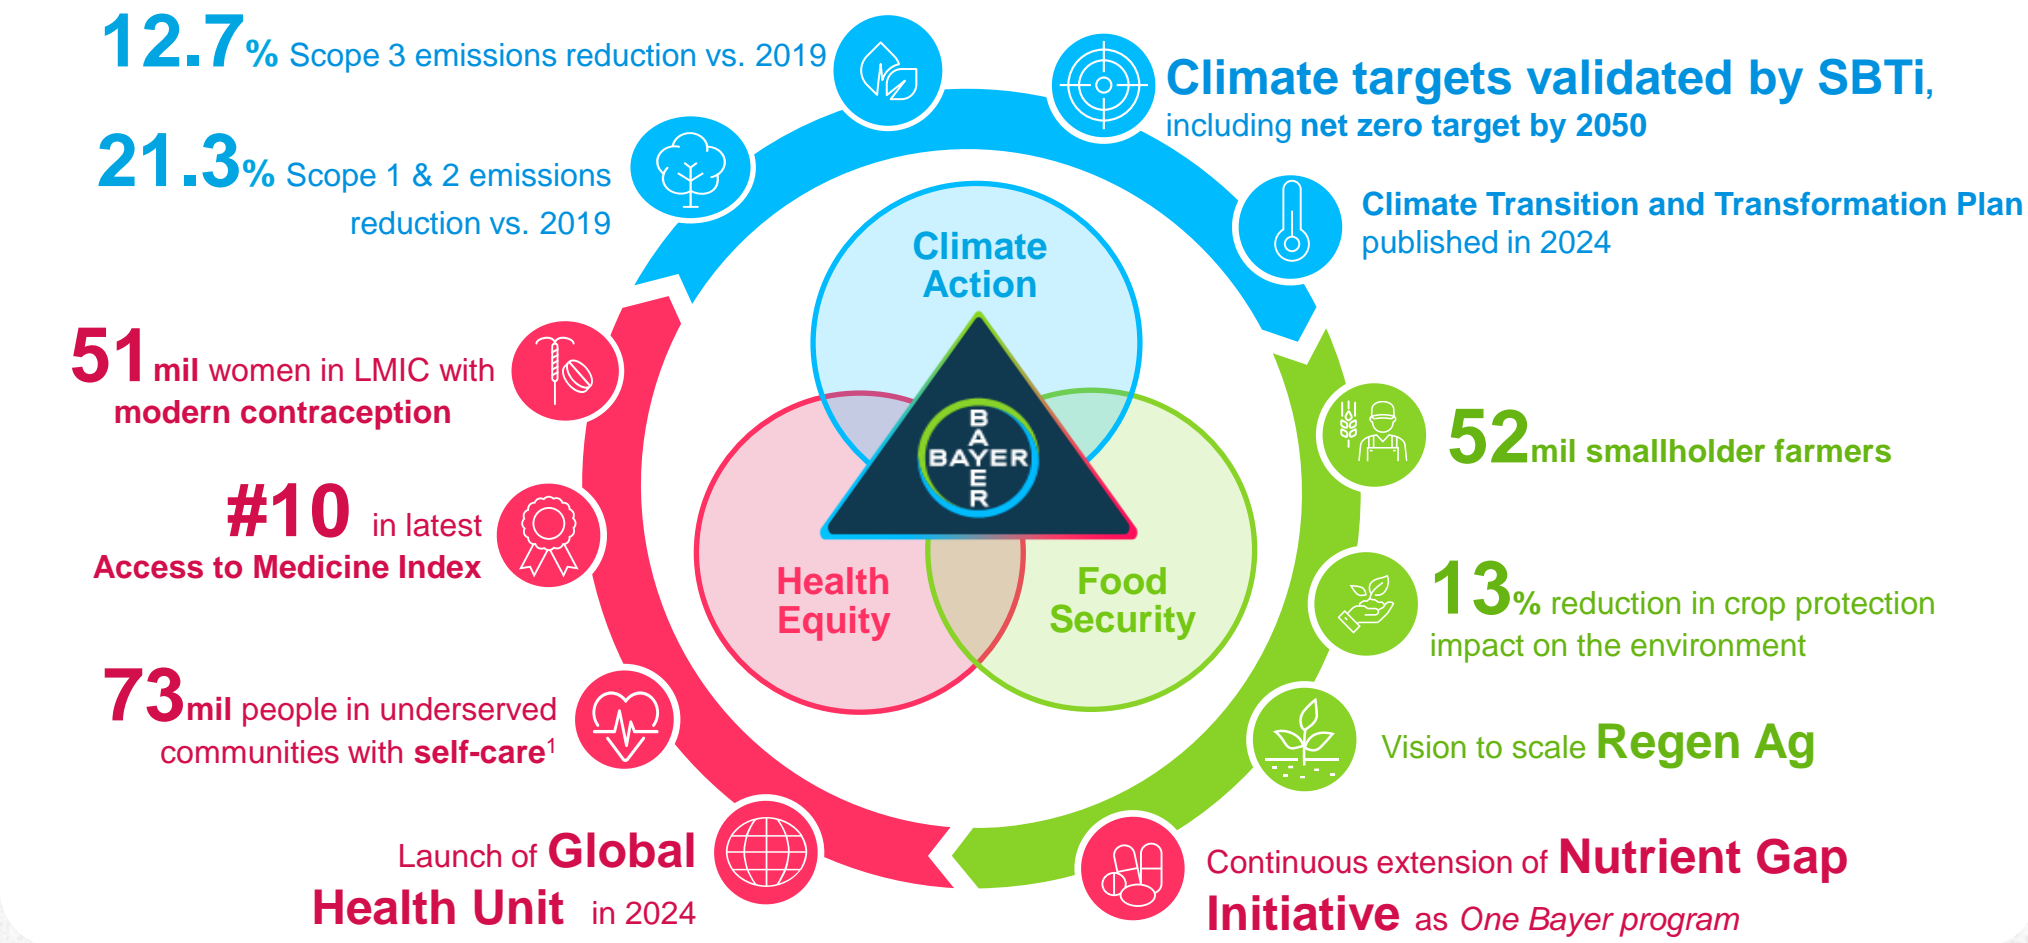 12.7% Scope 3 emissions reduction vs. 2019
21.3% Scope 1 & 2 emissions
reduction vs. 2019
51 mil women in LMIC with
modern contraception
#10 in latest
Access to Medicine Index
73 mil people in underserved
communities with self-care¹
Launch of Global
Health Unit in 2024
Climate
Action
BAYER
BAYER
Health
Equity
Food
Security
Climate targets validated by SBTi,
including net zero target by 2050
Climate Transition and Transformation Plan
published in 2024
52 mil smallholder farmers
13% reduction in crop protection
impact on the environment
Vision to scale Regen Ag
Continuous extension of Nutrient Gap
Initiative as One Bayer program